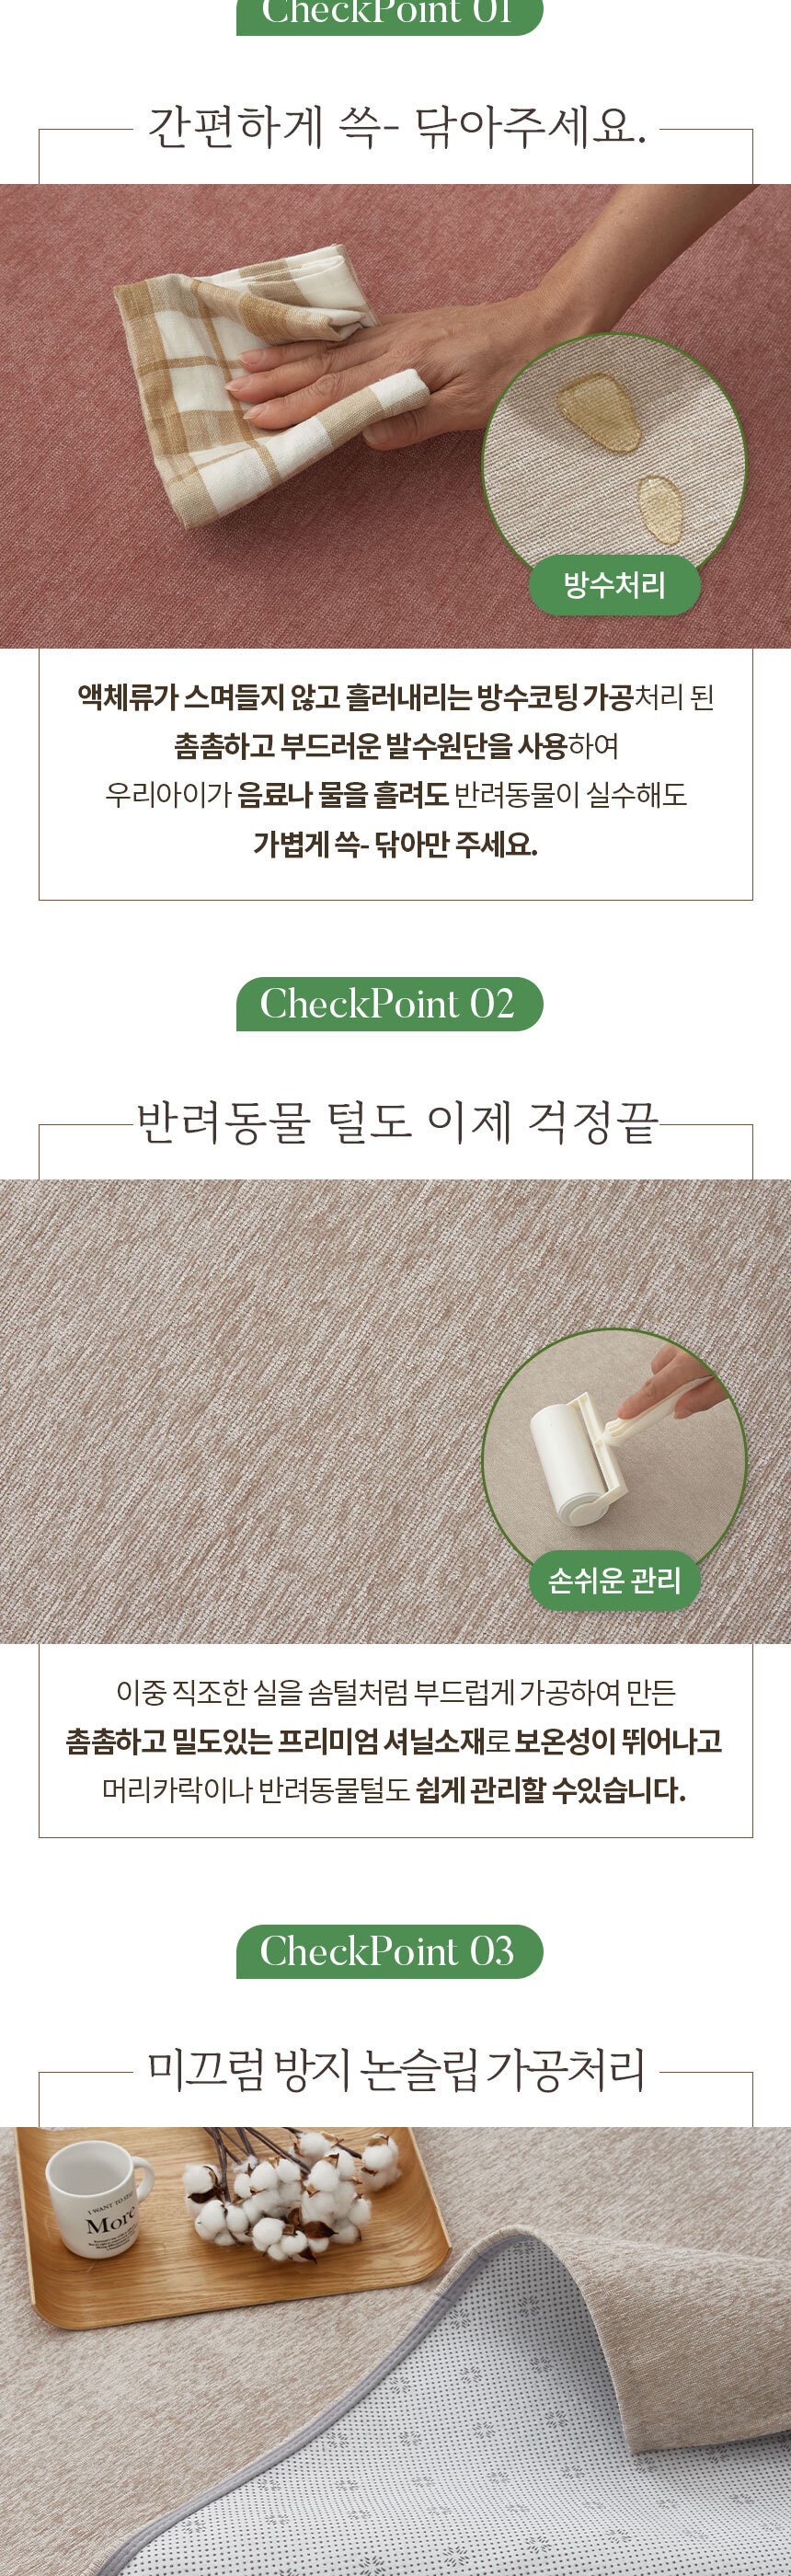 CheckPoint 01
간편하게 쓱- 닦아주세요.
방수처리
액체류가 스며들지 않고 흘러내리는 방수코팅 가공처리 된
촘촘하고 부드러운 발수원단을 사용하여
우리아이가 음료나 물을 흘려도 반려동물이 실수해도
가볍게 쓱- 닦아만 주세요.
CheckPoint 02
반려동물 털도 이제 걱정끝
손쉬운 관리
이중 직조한 실을 솜털처럼 부드럽게 가공하여 만든
촘촘하고 밀도있는 프리미엄 셔닐소재로 보온성이 뛰어나고
머리카락이나 반려동물털도 쉽게 관리할 수있습니다.
CheckPoint 03
미끄럼 방지 논슬립 가공처리
I WANT TO
More